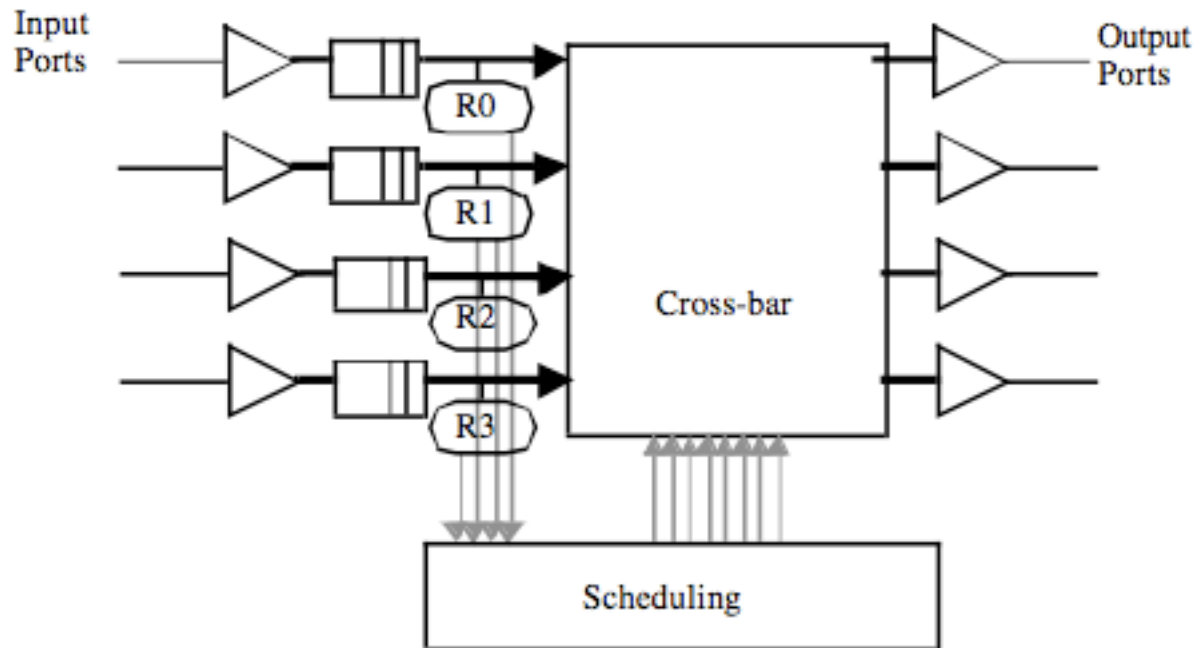 Input
Ports
Output
Ports
R0
R1
R2
Cross-bar
R3
Scheduling